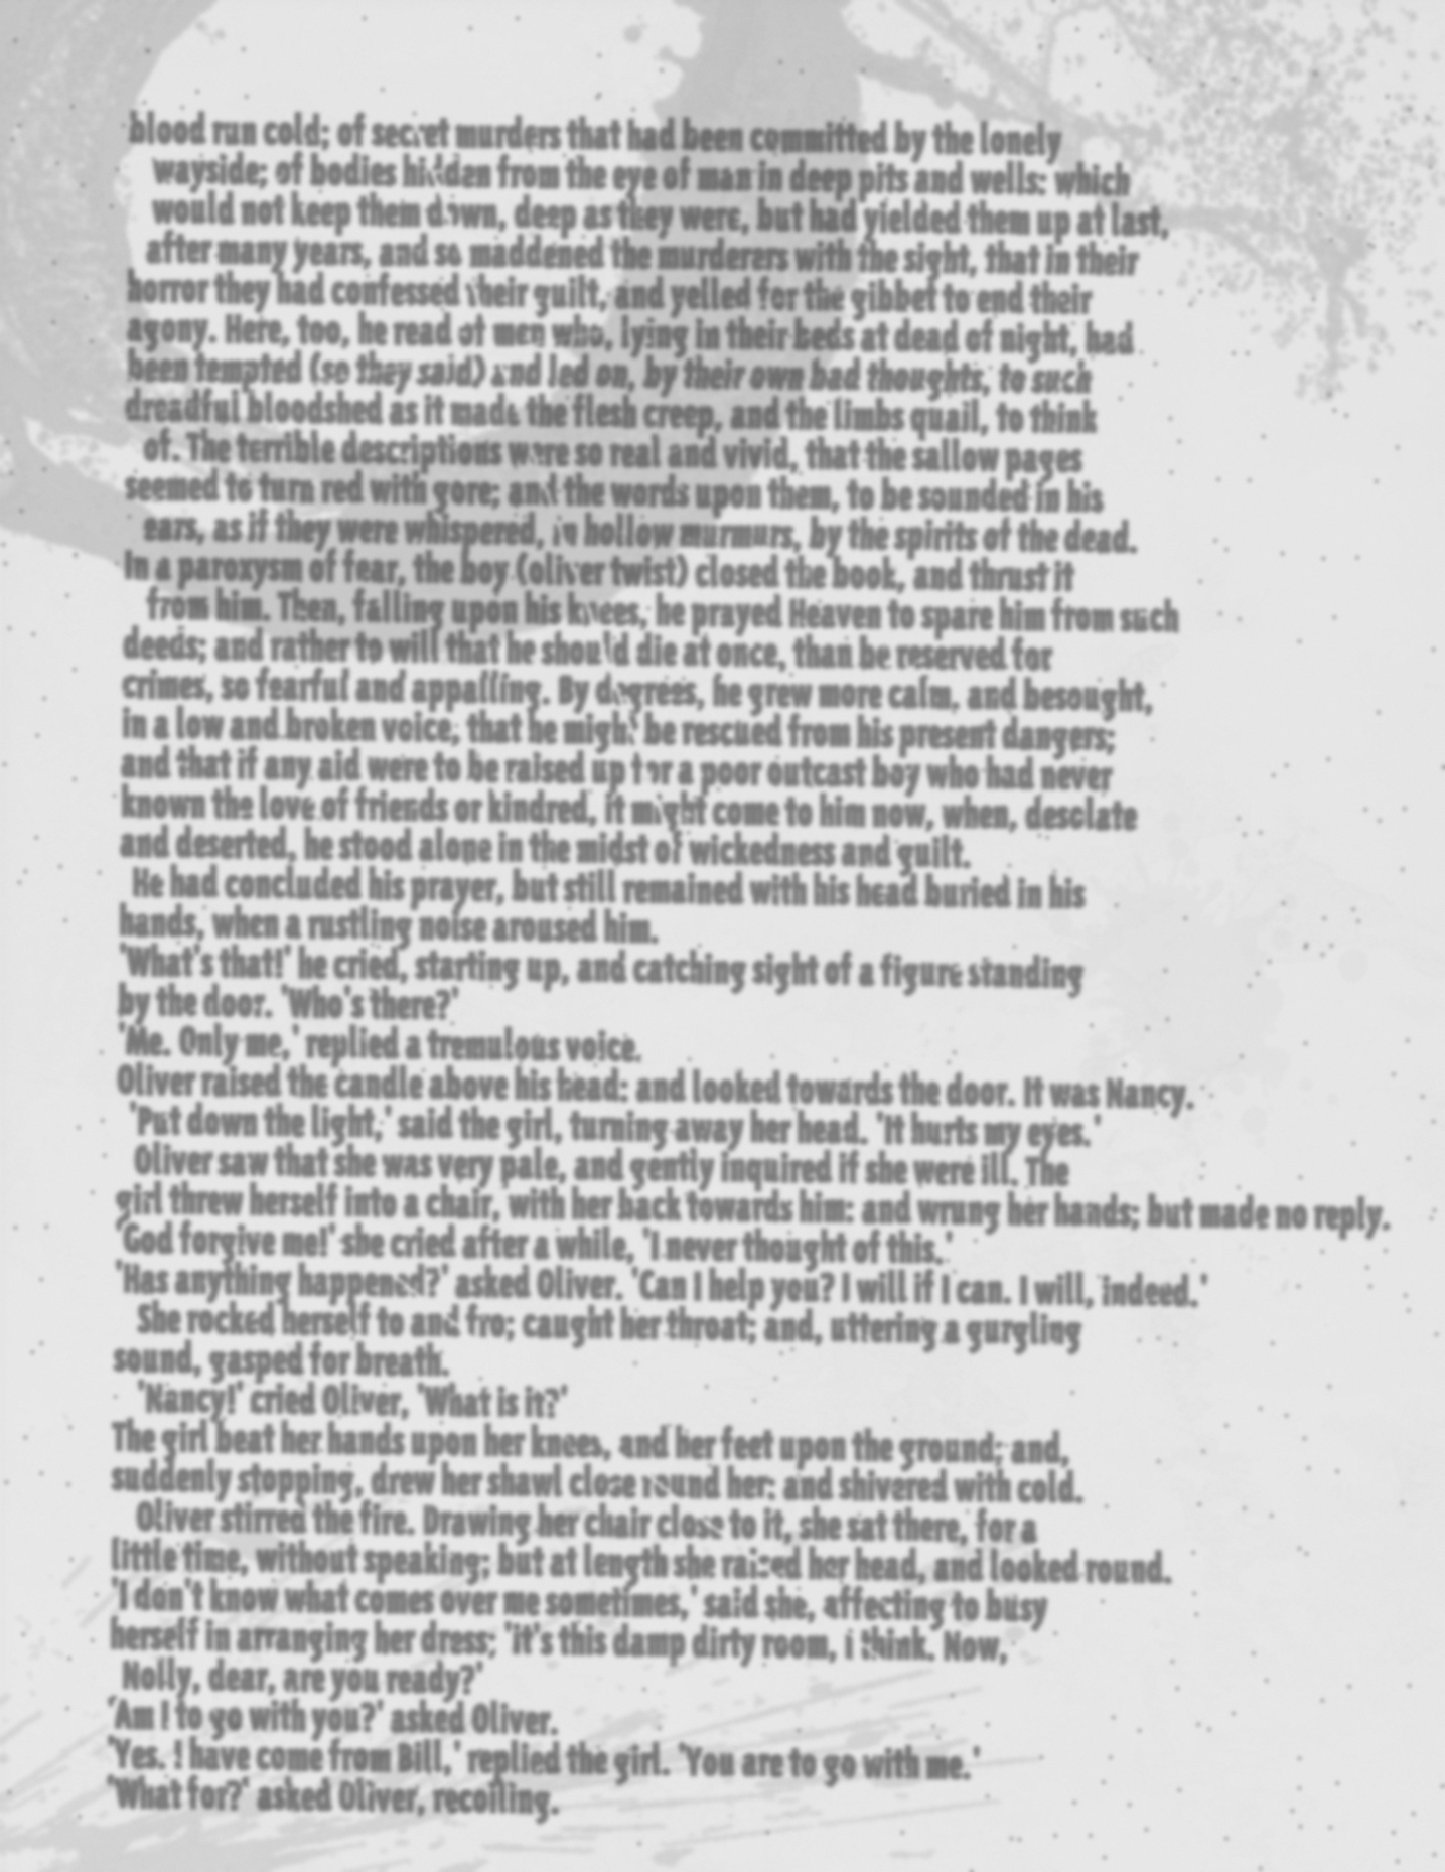 blood run cold; of secret murders that had been committed by the lonely
wayside; of bodies hidden from the eye of man in deep pits and wells: which
would not keep them down, deep as they were, but had yielded them up at last,
after many years, and so maddened the murderers with the sight, that in their
horror they had confessed their guilt, and yelled for the gibbet to end their
agony. Here, too, he read of men who, lying in their beds at dead of night, had
been tempted (so they said) and led on, by their own bad thoughts, to such
dreadful bloodshed as it made the flesh creep, and the limbs quail, to think
of. The terrible descriptions were so real and vivid, that the sallow pages
seemed to turn red with gore; and the words upon them, to be sounded in his
ears, as if they were whispered, in hollow murmurs, by the spirits of the dead.
In a paroxysm of fear, the boy (oliver twist) closed the book, and thrust it
from him. Then, falling upon his knees, he prayed Heaven to spare him from such
deeds; and rather to will that he should die at once, than be reserved for
crimes, so fearful and appalling. By degrees, he grew more calm, and besought,
in a low and broken voice, that he might be rescued from his present dangers;
and that if any aid were to be raised up for a poor outcast boy who had never
known the love of friends or kindred, it might come to him now, when, desolate
and deserted, he stood alone in the midst of wickedness and guilt.
He had concluded his prayer, but still remained with his head buried in his
hands, when a rustling noise aroused him.
'What's that!' he cried, starting up, and catching sight of a figure standing
by the door. 'Who's there?'
'Me. Only me,' replied a tremulous voice.
Oliver raised the candle above his head: and looked towards the door. It was Nancy.
'Put down the light,' said the girl, turning away her head. 'It hurts my eyes.'
Oliver saw that she was very pale, and gently inquired if she were ill. The
girl threw herself into a chair, with her back towards him: and wrung her hands; but made no reply.
'God forgive me!' she cried after a while, 'I never thought of this.'
'Has anything happened?' asked Oliver. 'Can I help you? I will if I can. I will, indeed.'
She rocked herself to and fro; caught her throat; and, uttering a gurgling
sound, gasped for breath.
'Nancy!' cried Oliver, 'What is it?'
The girl beat her hands upon her knees, and her feet upon the ground; and,
suddenly stopping, drew her shawl close round her: and shivered with cold.
Oliver stirred the fire. Drawing her chair close to it, she sat there, for a
little time, without speaking; but at length she raised her head, and looked round.
'I don't know what comes over me sometimes,' said she, affecting to busy
herself in arranging her dress; 'it's this damp dirty room, i think. Now,
Nolly, dear, are you ready?'
'Am I to go with you?' asked Oliver.
'Yes. I have come from Bill,' replied the girl. 'You are to go with me.'
'What for?' asked Oliver, recoiling.